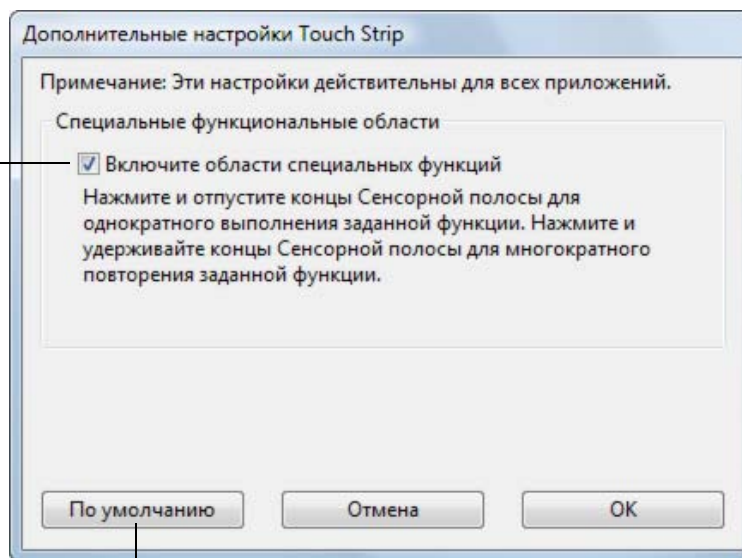 Дополнительные настройки Touch Strip
Примечание: Эти настройки действительны для всех приложений.
Специальные функциональные области
Включите области специальных функций
Нажмите и отпустите концы Сенсорной полосы для
однократного выполнения заданной функции. Нажмите и
удерживайте концы Сенсорной полосы для многократного
повторения заданной функции.
По умолчанию
Отмена
OK